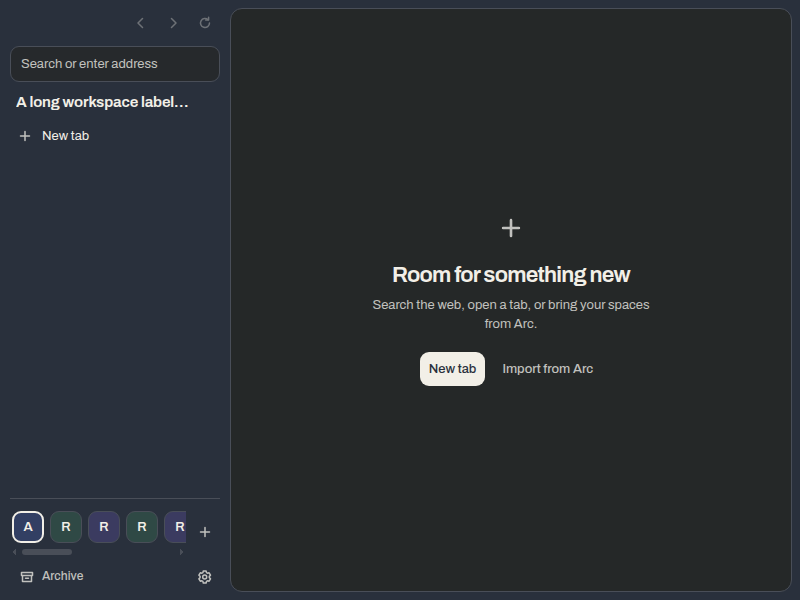 Search or enter address
A long workspace label…
New tab
Room for something new
Search the web, open a tab, or bring your spaces
from Arc.
New tab
Import from Arc
A
R
R
R
R
Archive